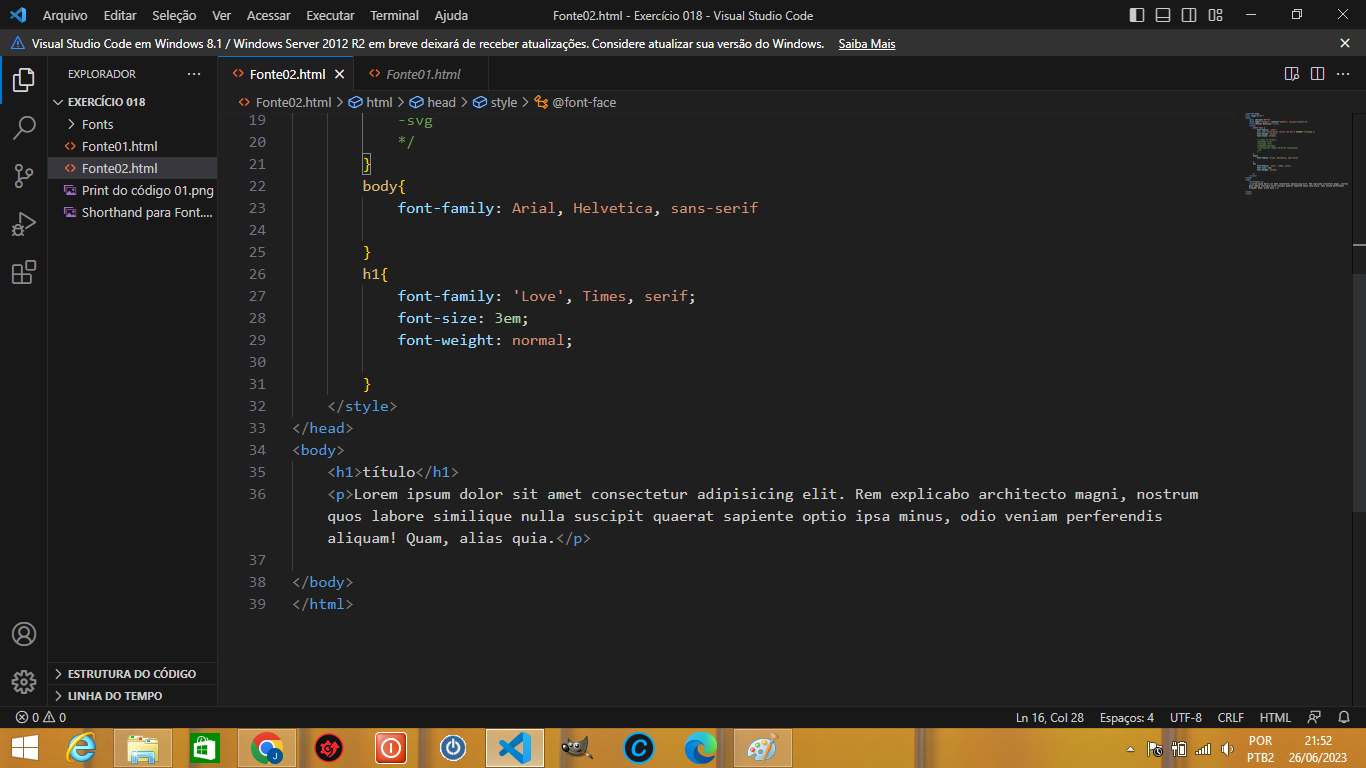 Arquivo Editar Seleção Ver Acessar Executar Terminal Ajuda Fonte02.html - Exercício 018 - Visual Studio Code
Visual Studio Code em Windows 8.1 / Windows Server 2012 R2 em breve deixará de receber atualizações. Considere atualizar sua versão do Windows. Saiba Mais
EXPLORADOR
EXERCÍCIO 018
Fonts
Fonte01.html
Fonte02.html
Print do código 01.png
Shorthand para Font....
ESTRUTURA DO CÓDIGO
LINHA DO TEMPO
Fonte02.html Fonte01.html
Fonte02.html > html > head > style > @font-face
19 -svg
20 */
21 }
22 body{
23 font-family: Arial, Helvetica, sans-serif
24
25 }
26 h1{
27 font-family: 'Love', Times, serif;
28 font-size: 3em;
29 font-weight: normal;
30
31 }
32 </style>
33 </head>
34 <body>
35 <h1>título</h1>
36 <p>Lorem ipsum dolor sit amet consectetur adipisicing elit. Rem explicabo architecto magni, nostrum
quos labore similique nulla suscipit quaerat sapiente optio ipsa minus, odio veniam perferendis
aliquam! Quam, alias quia.</p>
37
38 </body>
39 </html>
0 0 Ln 16, Col 28 Espaços: 4 UTF-8 CRLF HTML
POR 21:52
PTB2 26/06/2023